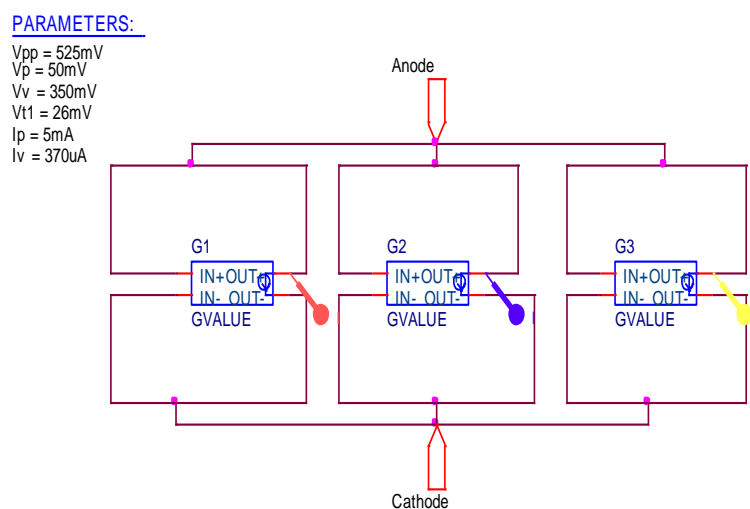 PARAMETERS:
Vpp = 525mV
Vp = 50mV
Vv = 350mV
Vt1 = 26mV
Ip = 5mA
Iv = 370uA
Anode
G1
IN+OUT+
IN- OUT-
GVALUE
G2
IN+OUT+
IN- OUT-
GVALUE
G3
IN+OUT+
IN- OUT-
GVALUE
Cathode